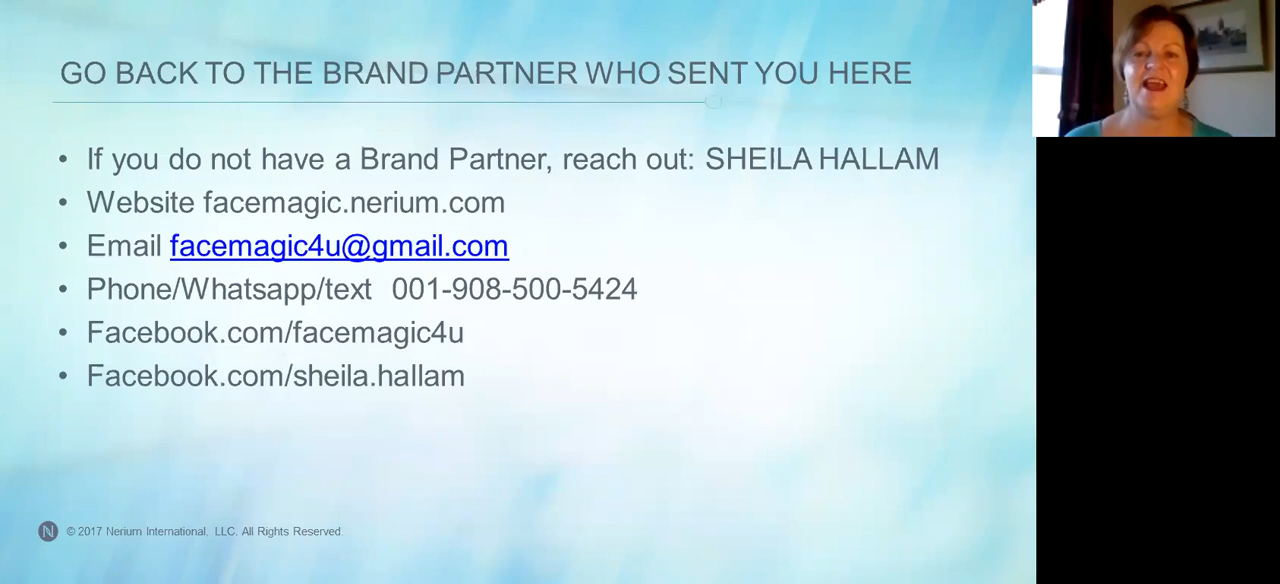 GO BACK TO THE BRAND PARTNER WHO SENT YOU HERE
• If you do not have a Brand Partner, reach out: SHEILA HALLAM
• Website facemagic.nerium.com
• Email facemagic4u@gmail.com
• Phone/Whatsapp/text 001-908-500-5424
• Facebook.com/facemagic4u
• Facebook.com/sheila.hallam
N © 2017 Nerium International, LLC. All Rights Reserved.